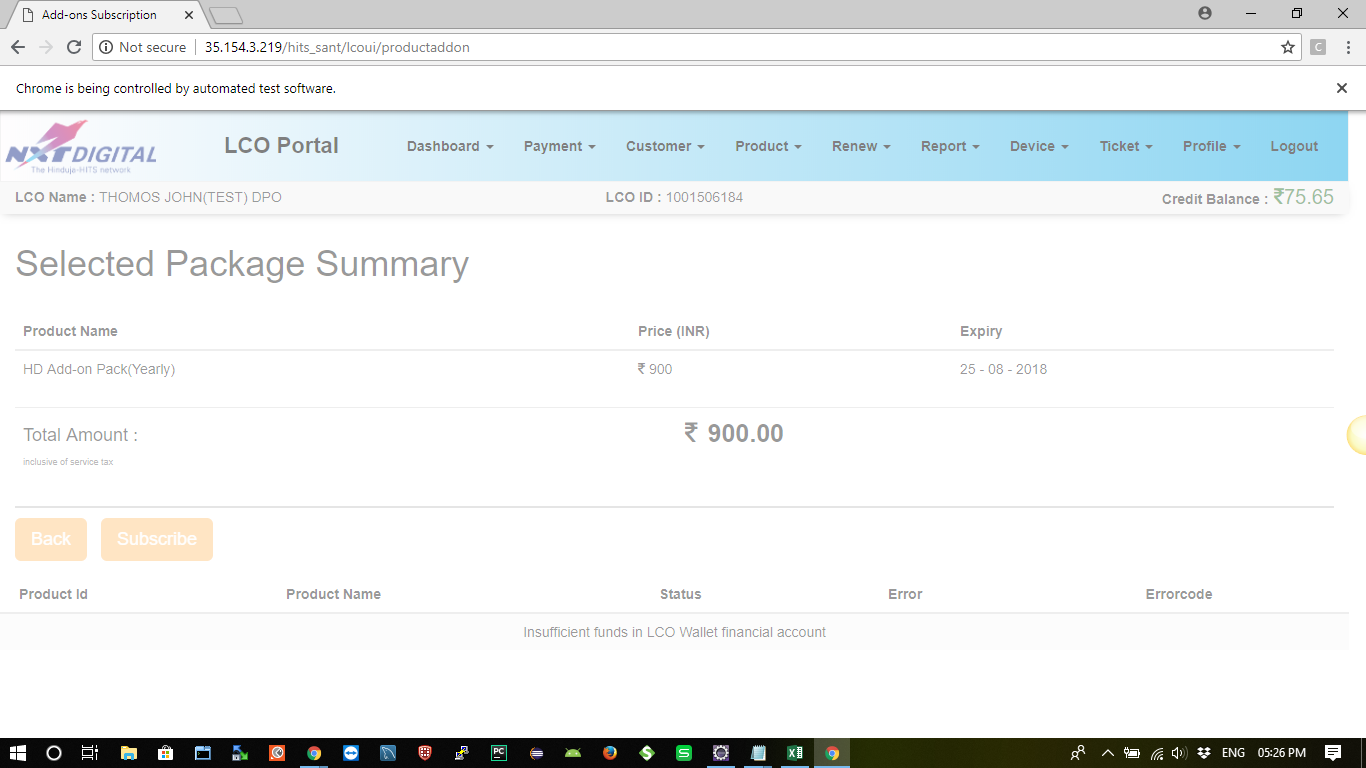 Add-ons Subscription
Not secure 35.154.3.219/hits_sant/lcoui/productaddon
C
Chrome is being controlled by automated test software.
NXTDIGITAL
The Hinduja-HITS network
LCO Portal Dashboard Payment Customer Product Renew Report Device Ticket Profile Logout
LCO Name : THOMOS JOHN(TEST) DPO LCO ID : 1001506184 Credit Balance : ₹75.65
Selected Package Summary
Product Name Price (INR) Expiry
HD Add-on Pack(Yearly) ₹ 900 25 - 08 - 2018
Total Amount : ₹ 900.00
inclusive of service tax
Back Subscribe
Product Id Product Name Status Error Errorcode
Insufficient funds in LCO Wallet financial account
PC S S ENG 05:26 PM